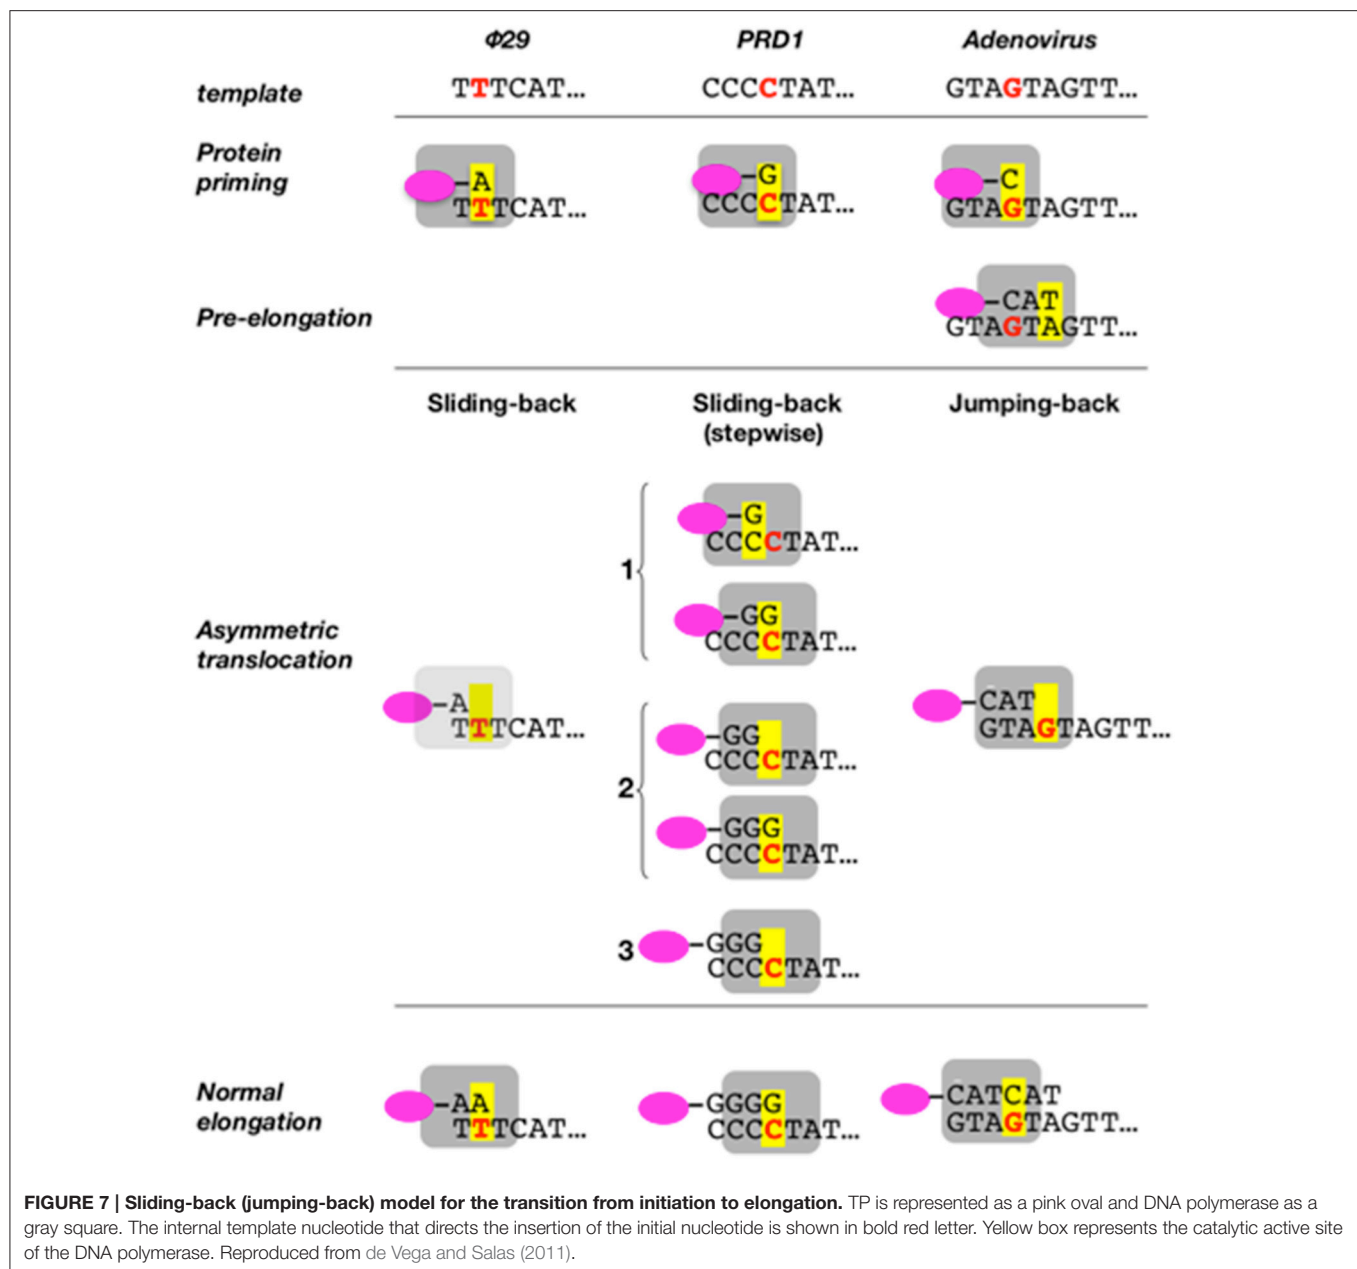 Φ29 PRD1 Adenovirus
template TTTCAT... CCCCTAT... GTAGTAGTT...
Protein
priming
A G C
TTTCAT... CCCCTAT... GTAGTAGTT...
Pre-elongation
CAT
GTAGTAGTT...
Sliding-back Sliding-back Jumping-back
(stepwise)
Asymmetric
translocation
1
G
CCCCTAT...
GG
CCCCTAT...
A
TTTCAT...
2
GG
CCCCTAT...
GGG
CCCCTAT...
3
GGG
CCCCTAT...
CAT
GTAGTAGTT...
Normal
elongation
AA GGGG CATCAT
TTTCAT... CCCCTAT... GTAGTAGTT...
FIGURE 7 | Sliding-back (jumping-back) model for the transition from initiation to elongation. TP is represented as a pink oval and DNA polymerase as a
gray square. The internal template nucleotide that directs the insertion of the initial nucleotide is shown in bold red letter. Yellow box represents the catalytic active site
of the DNA polymerase. Reproduced from de Vega and Salas (2011).